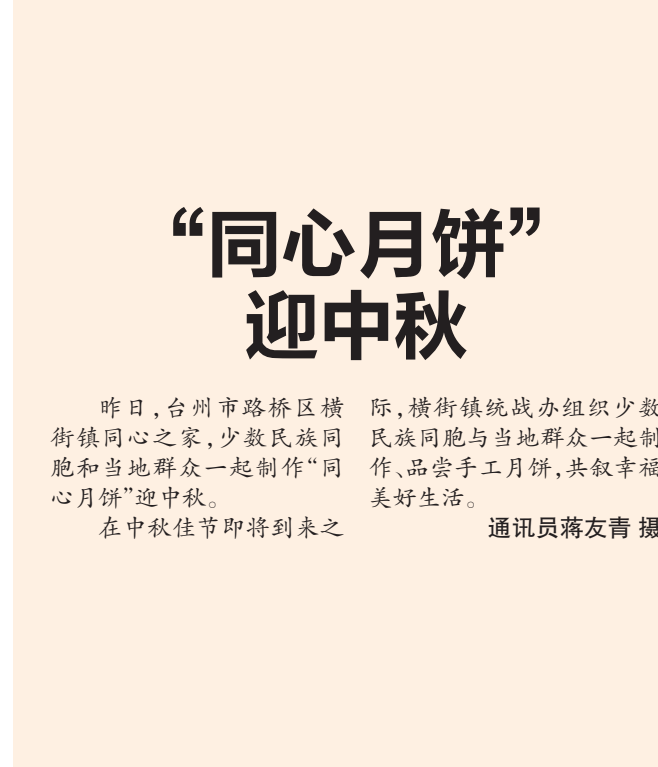 “同心月饼”
迎中秋
昨日，台州市路桥区横
街镇同心之家，少数民族同
胞和当地群众一起制作“同
心月饼”迎中秋。
在中秋佳节即将到来之
际，横街镇统战办组织少数
民族同胞与当地群众一起制
作、品尝手工月饼，共叙幸福
美好生活。
通讯员蒋友青 摄